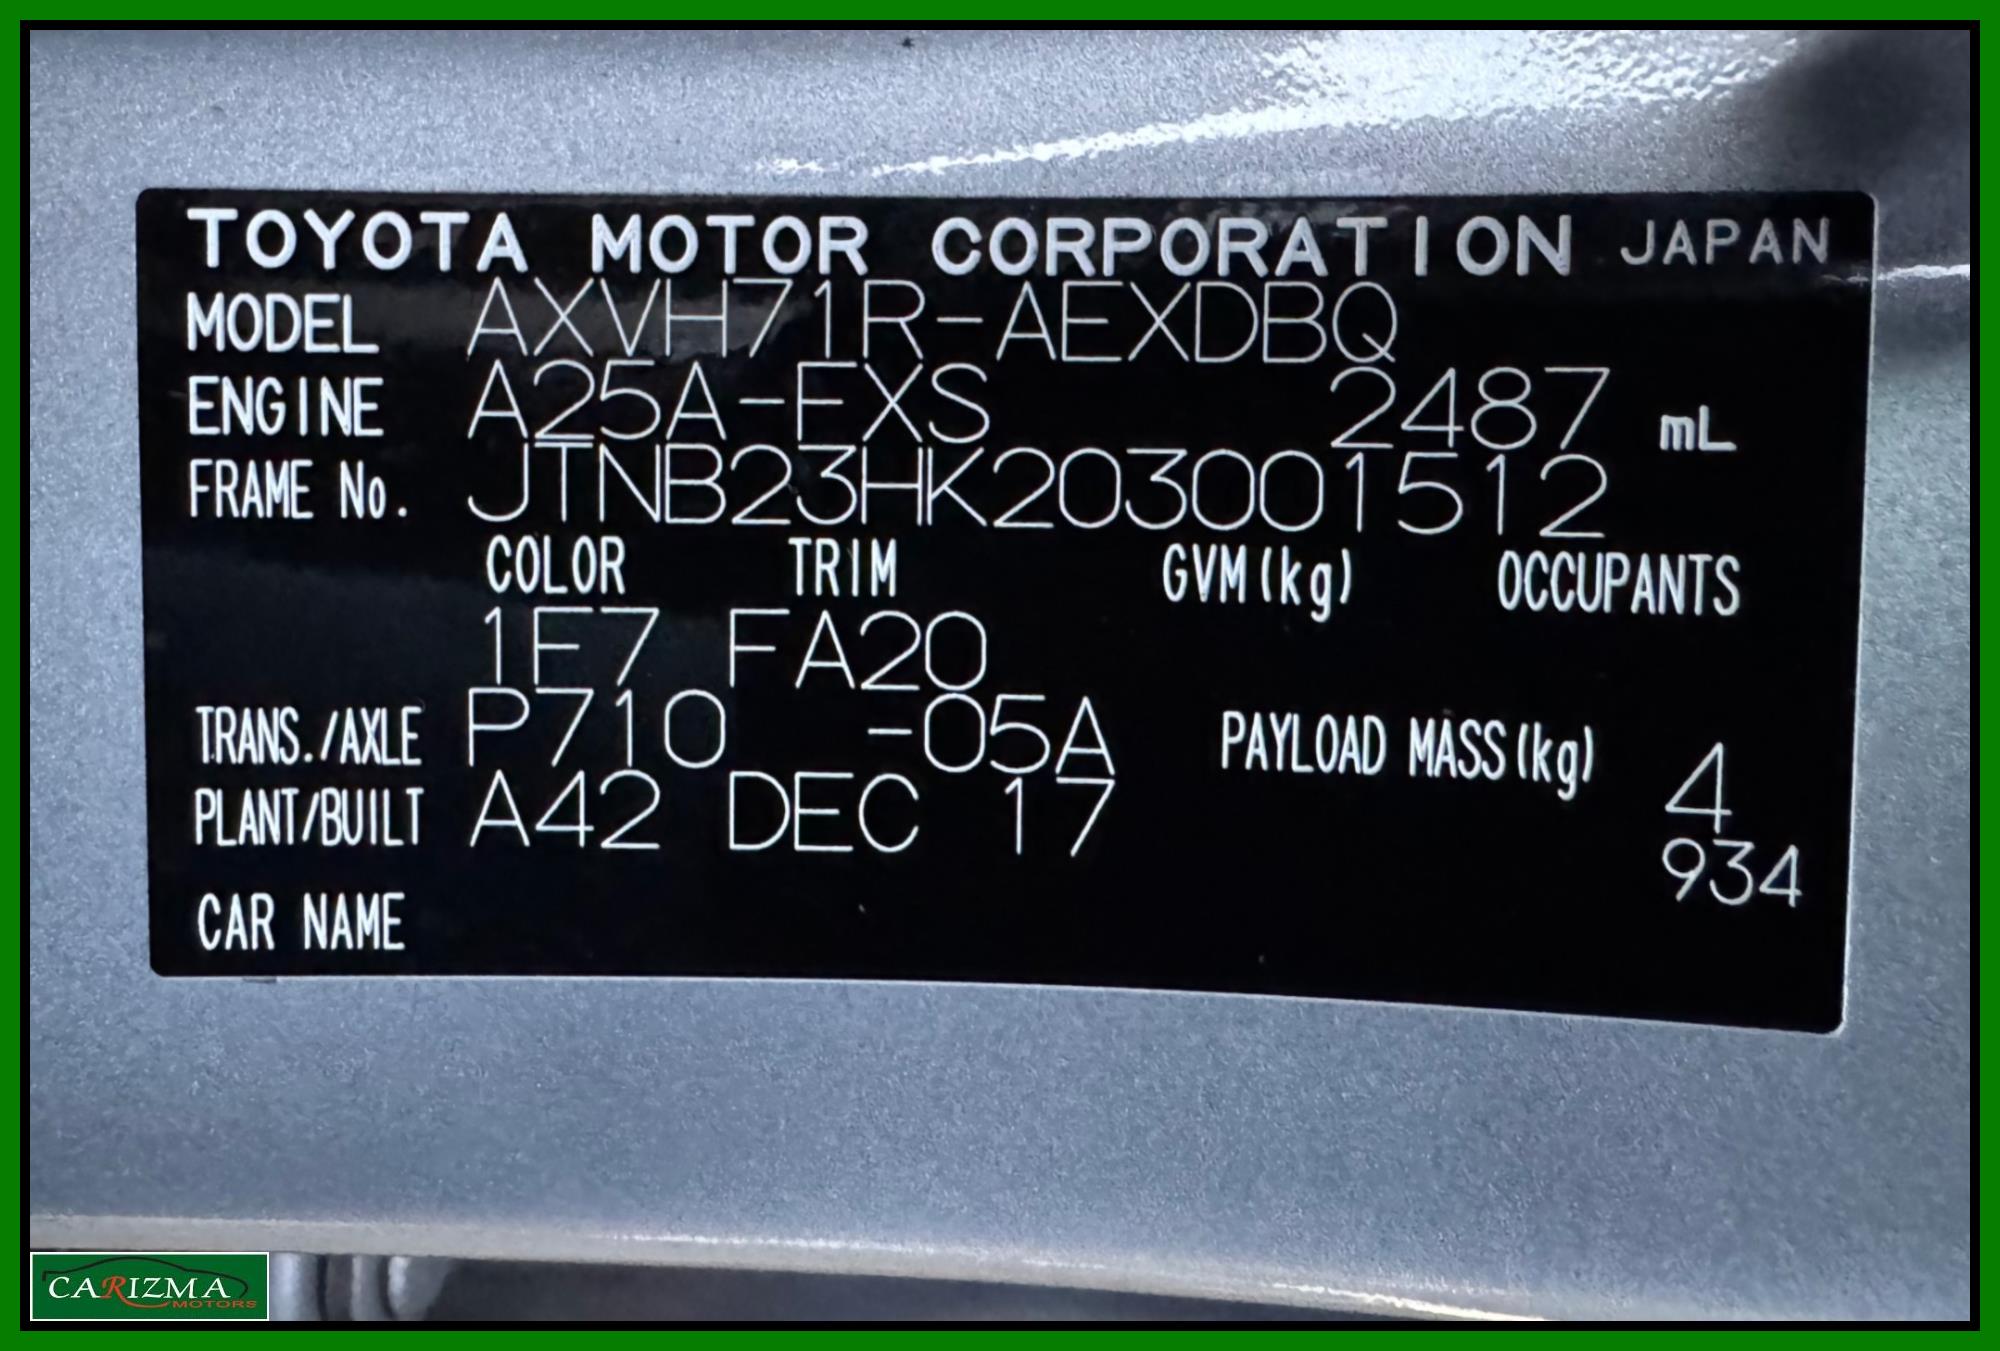 TOYOTA MOTOR CORPORATION JAPAN
MODEL AXVH71R-AEXDBQ
ENGINE A25A-FXS 2487 mL
FRAME No. JTNB23HK203001512
COLOR TRIM GVM(kg) OCCUPANTS
1F7 FA20
TRANS./AXLE P710 -05A PAYLOAD MASS(kg) 4
PLANT/BUILT A42 DEC 17 934
CAR NAME
CARIZMA
MOTORS